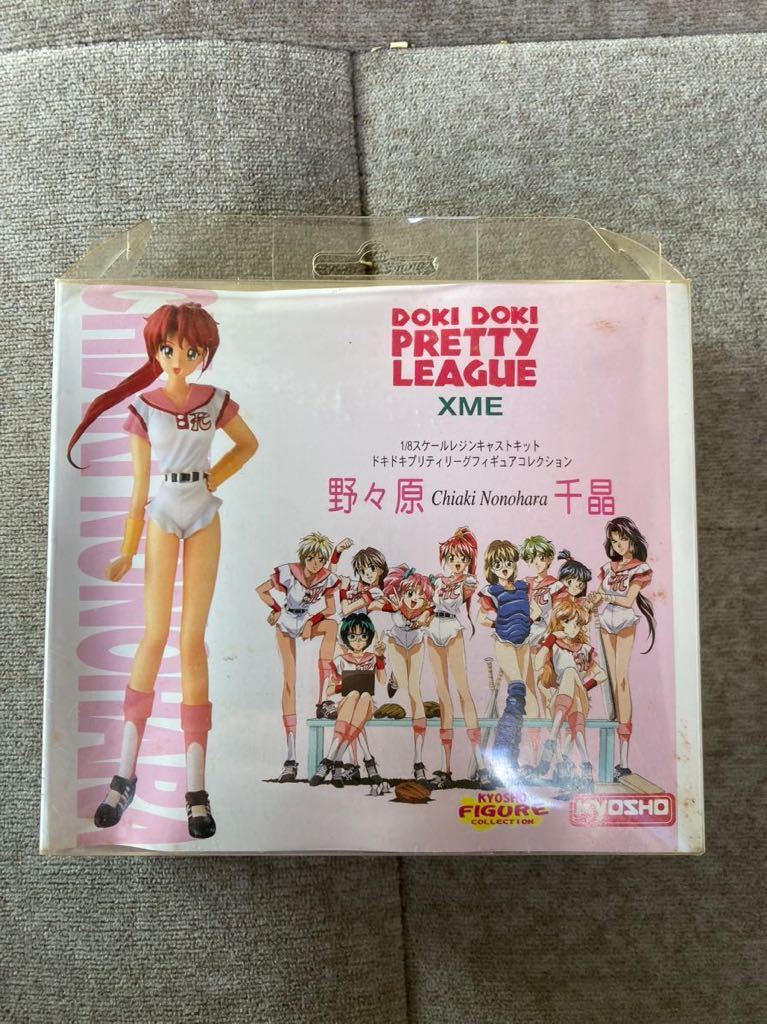 CHIAKI NONOHARA
DOKI DOKI
PRETTY
LEAGUE
XME
1/8スケールレジンキャストキット
ドキドキプリティリーグフィギュアコレクション
野々原 Chiaki Nonohara 千晶
KYOSHO
FIGURE
COLLECTION
KYOSHO